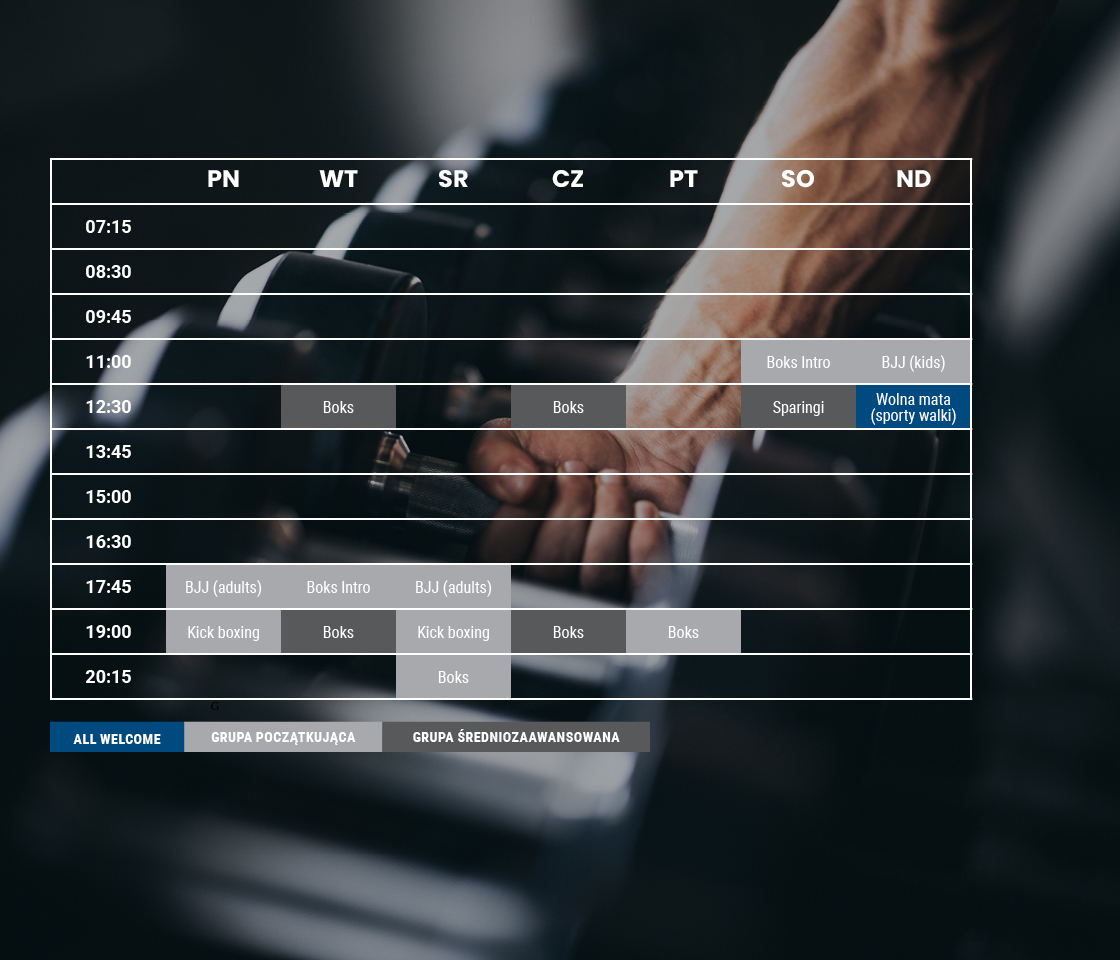 PN WT SR CZ PT SO ND
07:15
08:30
09:45
11:00 Boks Intro BJJ (kids)
12:30 Boks Boks Sparingi Wolna mata
(sporty walki)
13:45
15:00
16:30
17:45 BJJ (adults) Boks Intro BJJ (adults)
19:00 Kick boxing Boks Kick boxing Boks Boks
20:15 Boks
G
ALL WELCOME GRUPA POCZĄTKUJĄCA GRUPA ŚREDNIOZAAWANSOWANA